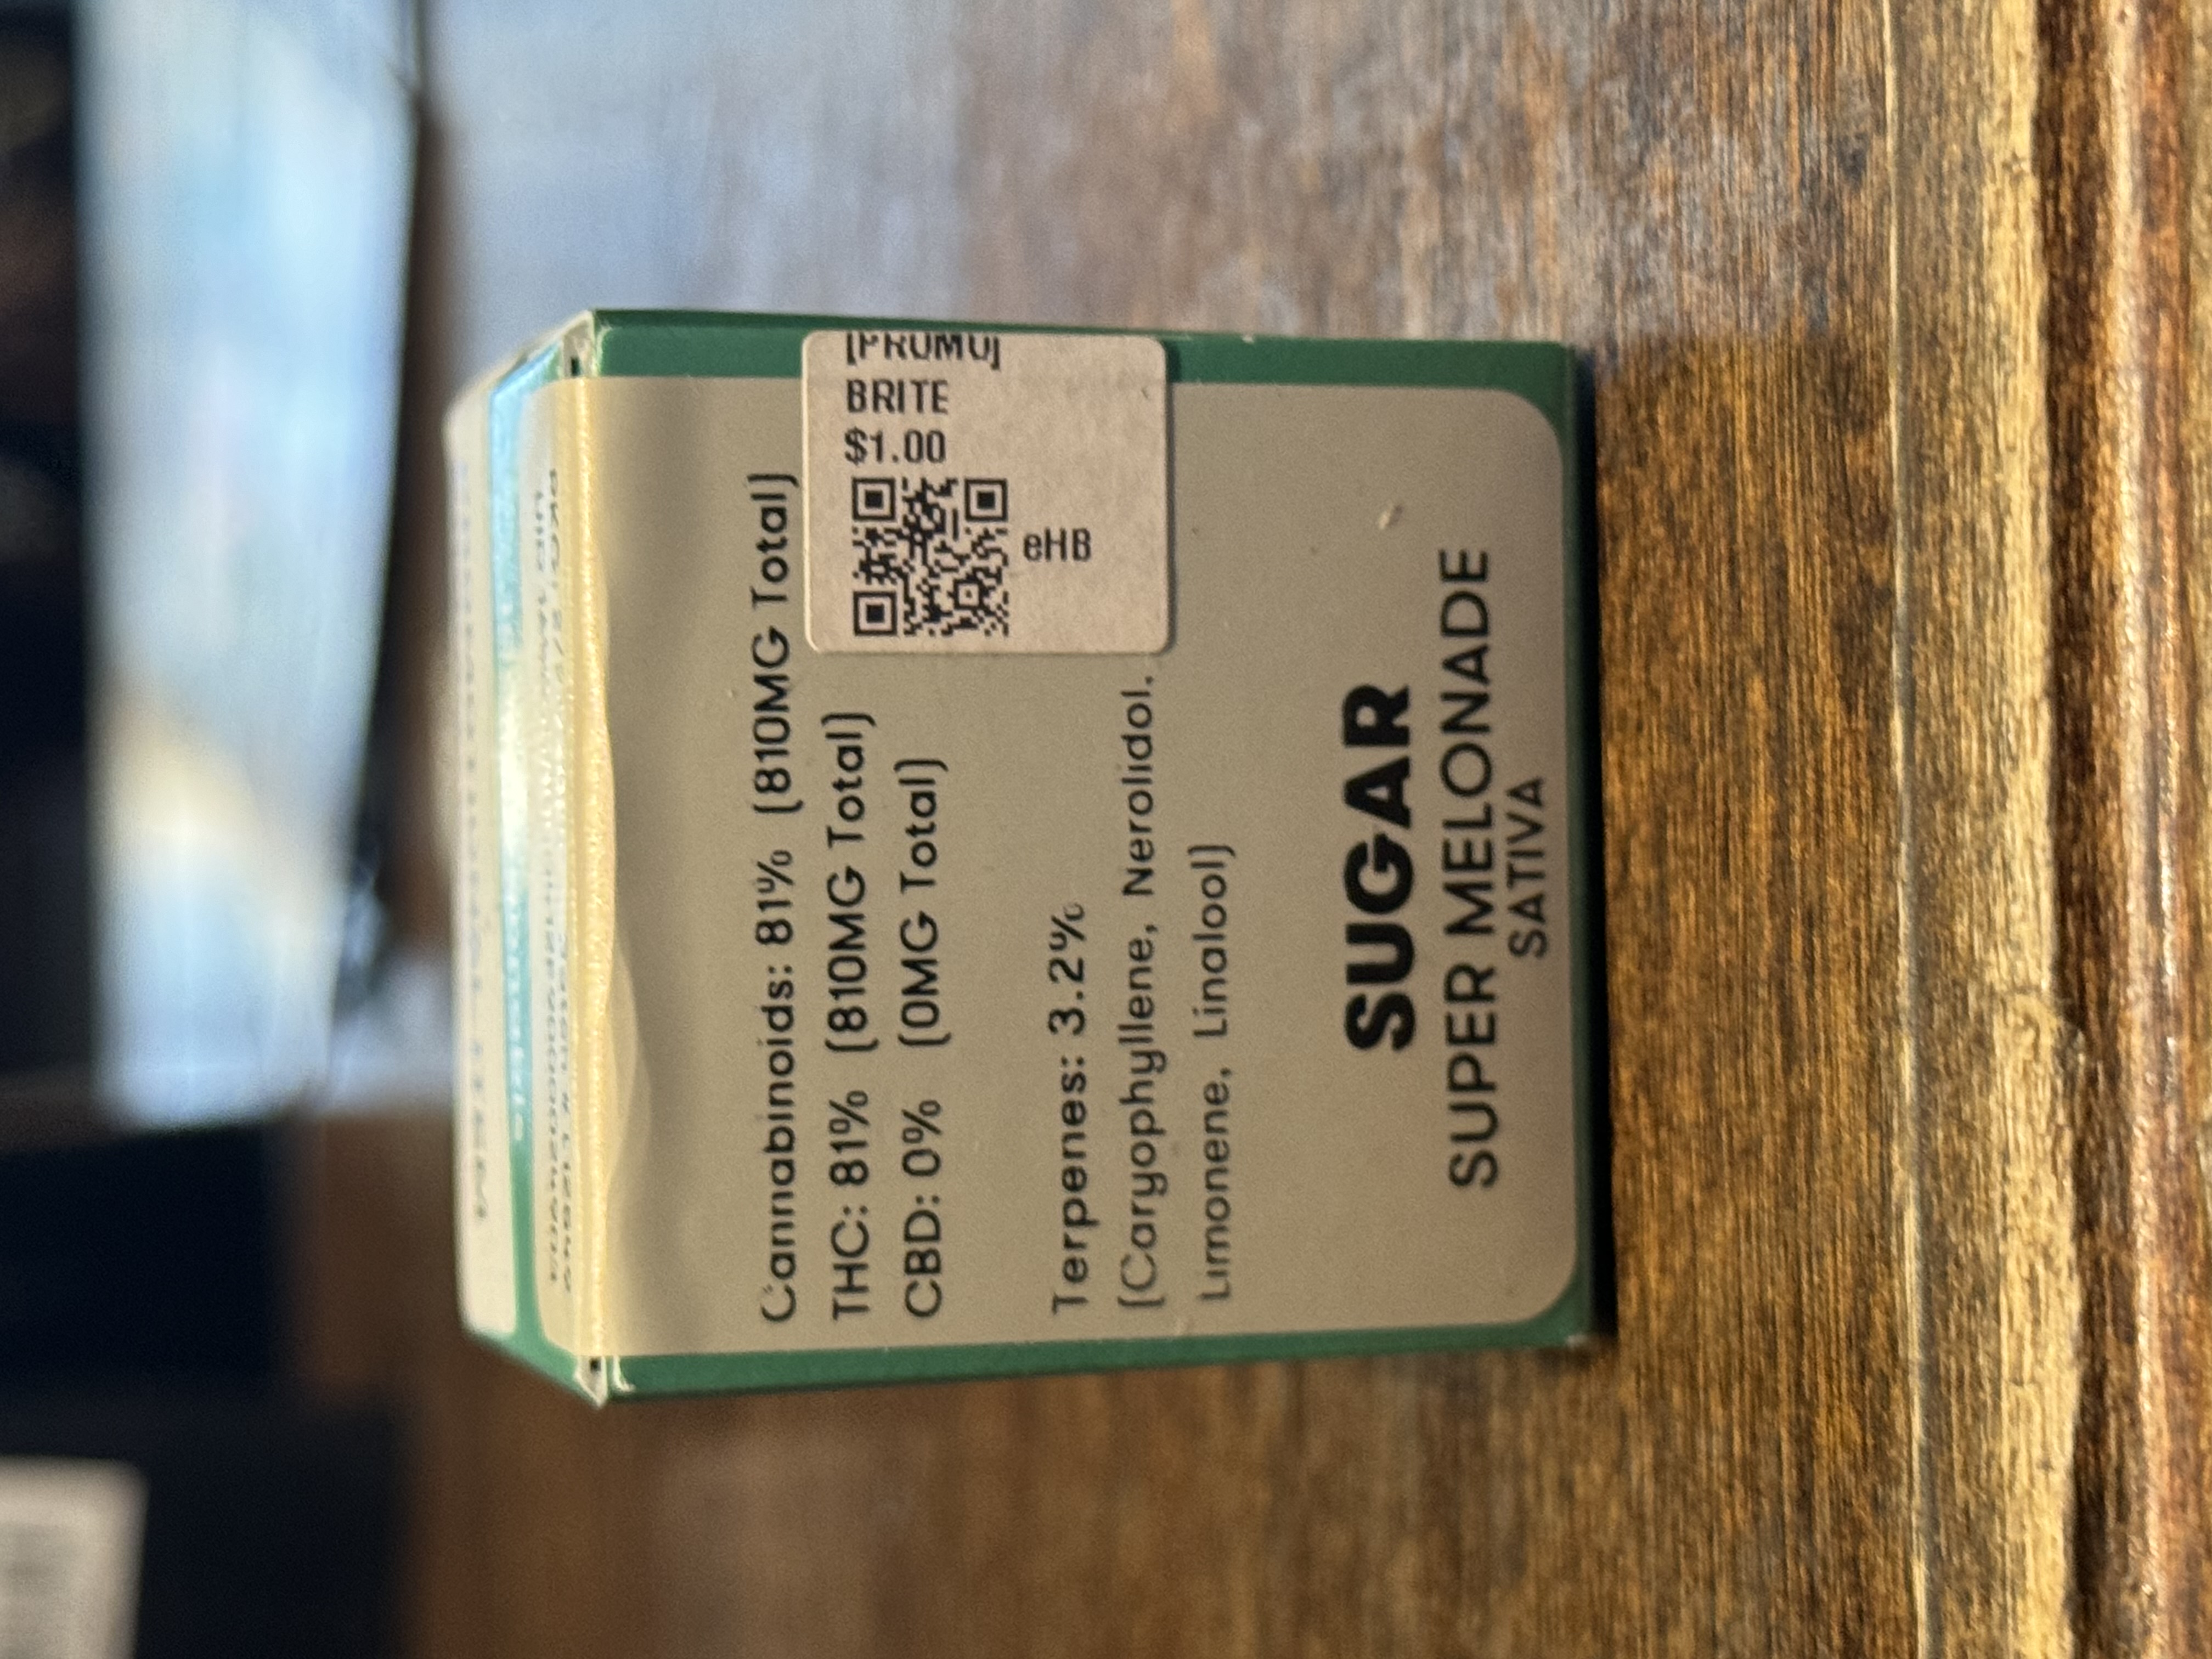 Cannabinoids: 81% (810MG Total)
THC: 81% (810MG Total)
CBD: 0% (0MG Total)
Terpenes: 3.2%
(Caryophyllene, Nerolidol,
Limonene, Linalool)
SUGAR
SUPER MELONADE
SATIVA
[PROMO]
BRITE
$1.00
eHB